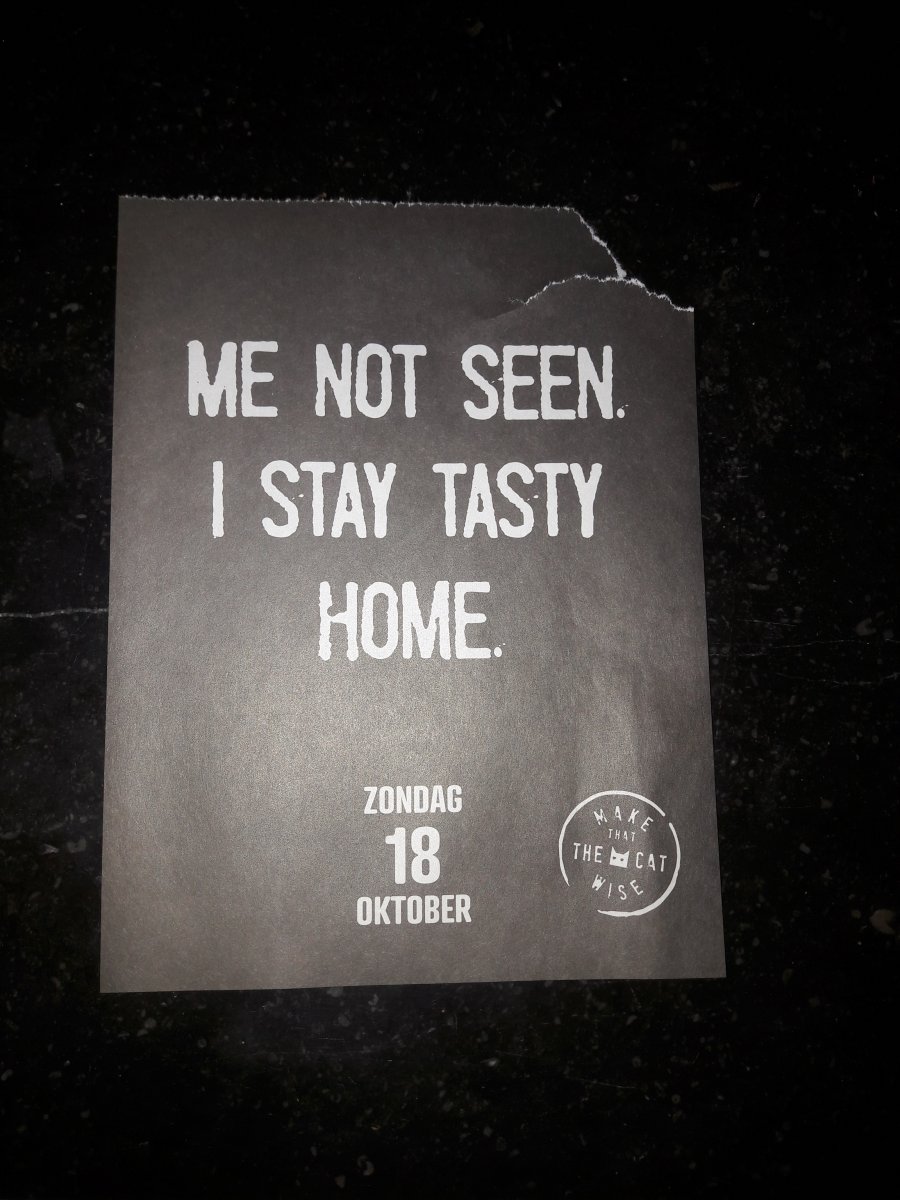 ME NOT SEEN.
I STAY TASTY
HOME.
ZONDAG
18
OKTOBER
MAKE
THAT
THE CAT
WISE